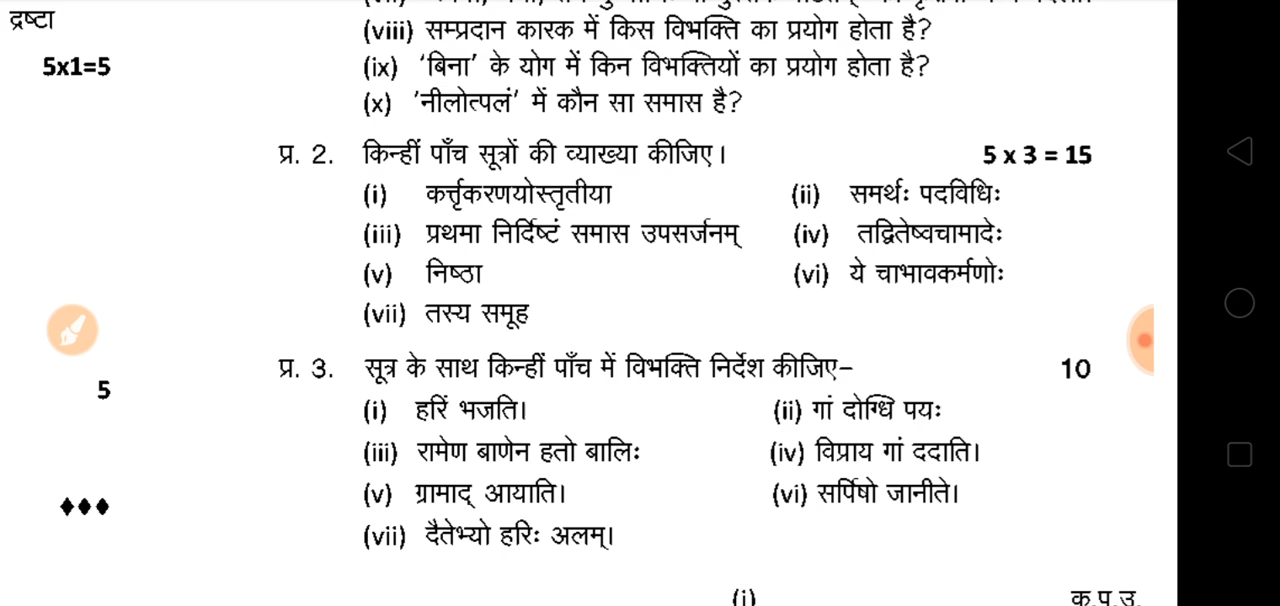 द्रष्टा
(viii) सम्प्रदान कारक में किस विभक्ति का प्रयोग होता है?
5x1=5
(ix) ‘बिना’ के योग में किन विभक्तियों का प्रयोग होता है?
(x) ‘नीलोत्पलं’ में कौन सा समास है?
प्र. 2. किन्हीं पाँच सूत्रों की व्याख्या कीजिए। 5 x 3 = 15
(i) कर्त्तृकरणयोस्तृतीया (ii) समर्थः पदविधिः
(iii) प्रथमा निर्दिष्टं समास उपसर्जनम् (iv) तद्वितेष्वचामादेः
(v) निष्ठा (vi) ये चाभावकर्मणोः
(vii) तस्य समूह
प्र. 3. सूत्र के साथ किन्हीं पाँच में विभक्ति निर्देश कीजिए– 10
5
(i) हरिं भजति। (ii) गां दोग्धि पयः
(iii) रामेण बाणेन हतो बालिः (iv) विप्राय गां ददाति।
(v) ग्रामाद् आयाति। (vi) सर्पिषो जानीते।
♦♦♦
(vii) दैतेभ्यो हरिः अलम्।
(i) क.प.उ.